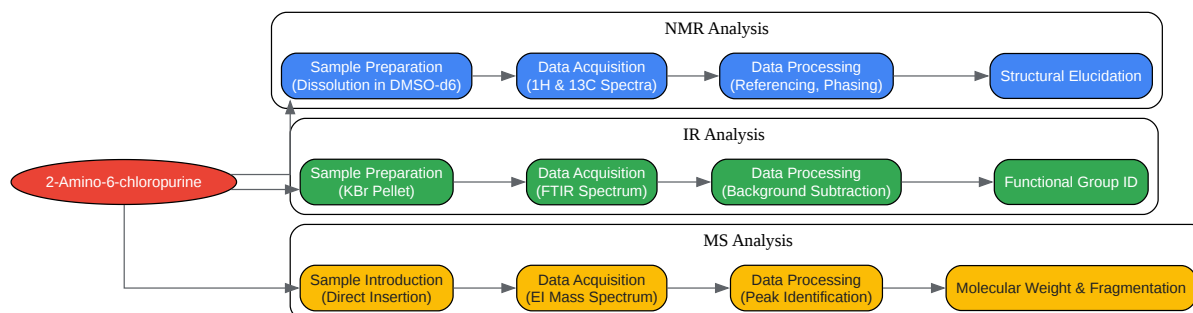 NMR Analysis
Sample Preparation
(Dissolution in DMSO-d6)
Data Acquisition
(1H & 13C Spectra)
Data Processing
(Referencing, Phasing)
Structural Elucidation
IR Analysis
2-Amino-6-chloropurine
Sample Preparation
(KBr Pellet)
Data Acquisition
(FTIR Spectrum)
Data Processing
(Background Subtraction)
Functional Group ID
MS Analysis
Sample Introduction
(Direct Insertion)
Data Acquisition
(EI Mass Spectrum)
Data Processing
(Peak Identification)
Molecular Weight & Fragmentation